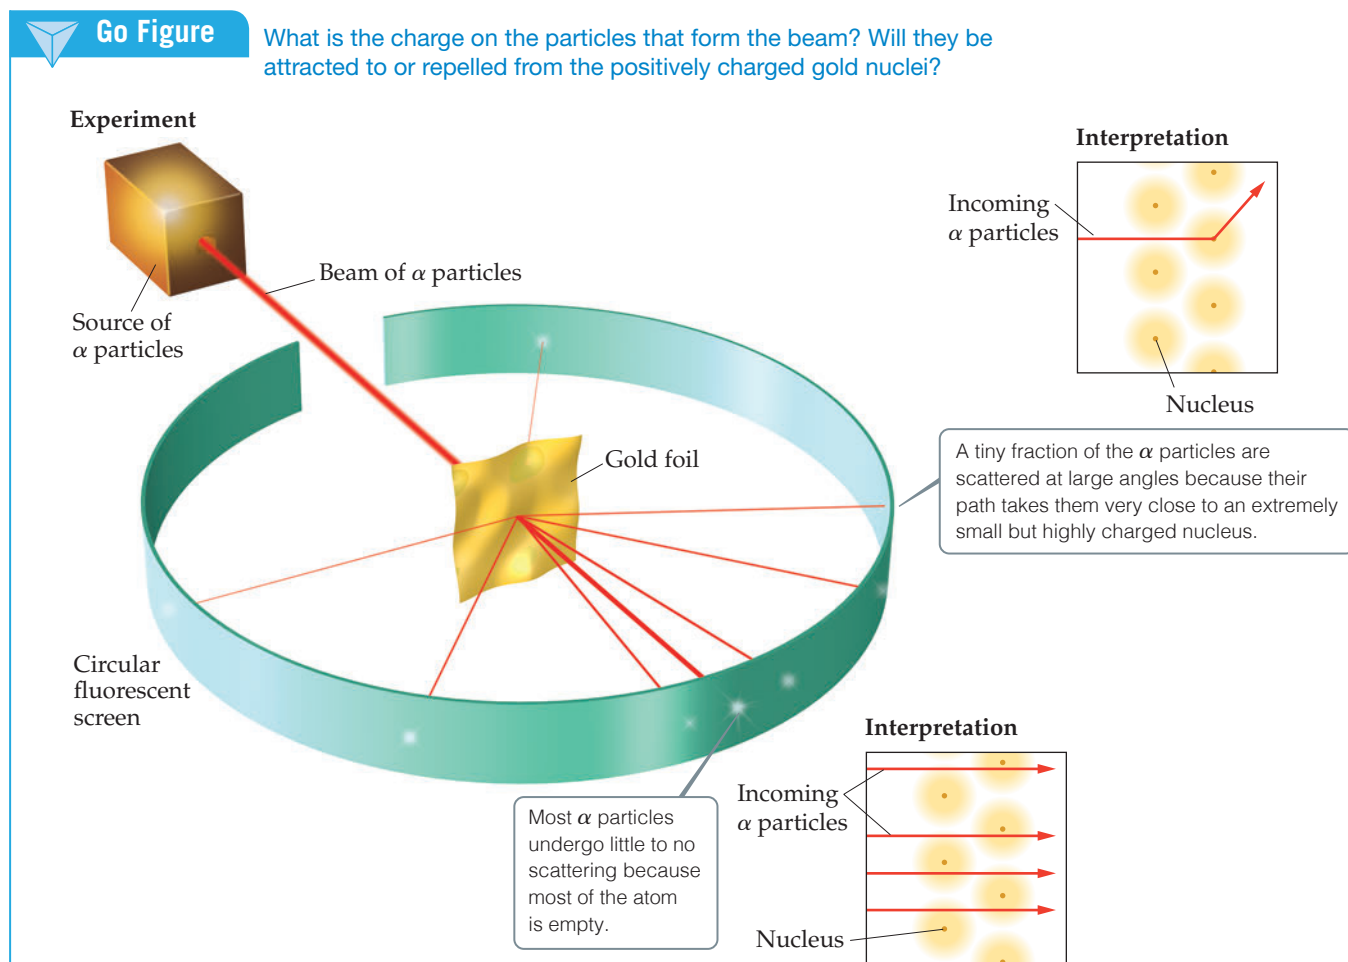 Go Figure
What is the charge on the particles that form the beam? Will they be
attracted to or repelled from the positively charged gold nuclei?
Experiment
Source of
α particles
Beam of α particles
Gold foil
Circular
fluorescent
screen
Interpretation
Incoming
α particles
Nucleus
A tiny fraction of the α particles are
scattered at large angles because their
path takes them very close to an extremely
small but highly charged nucleus.
Most α particles
undergo little to no
scattering because
most of the atom
is empty.
Interpretation
Incoming
α particles
Nucleus